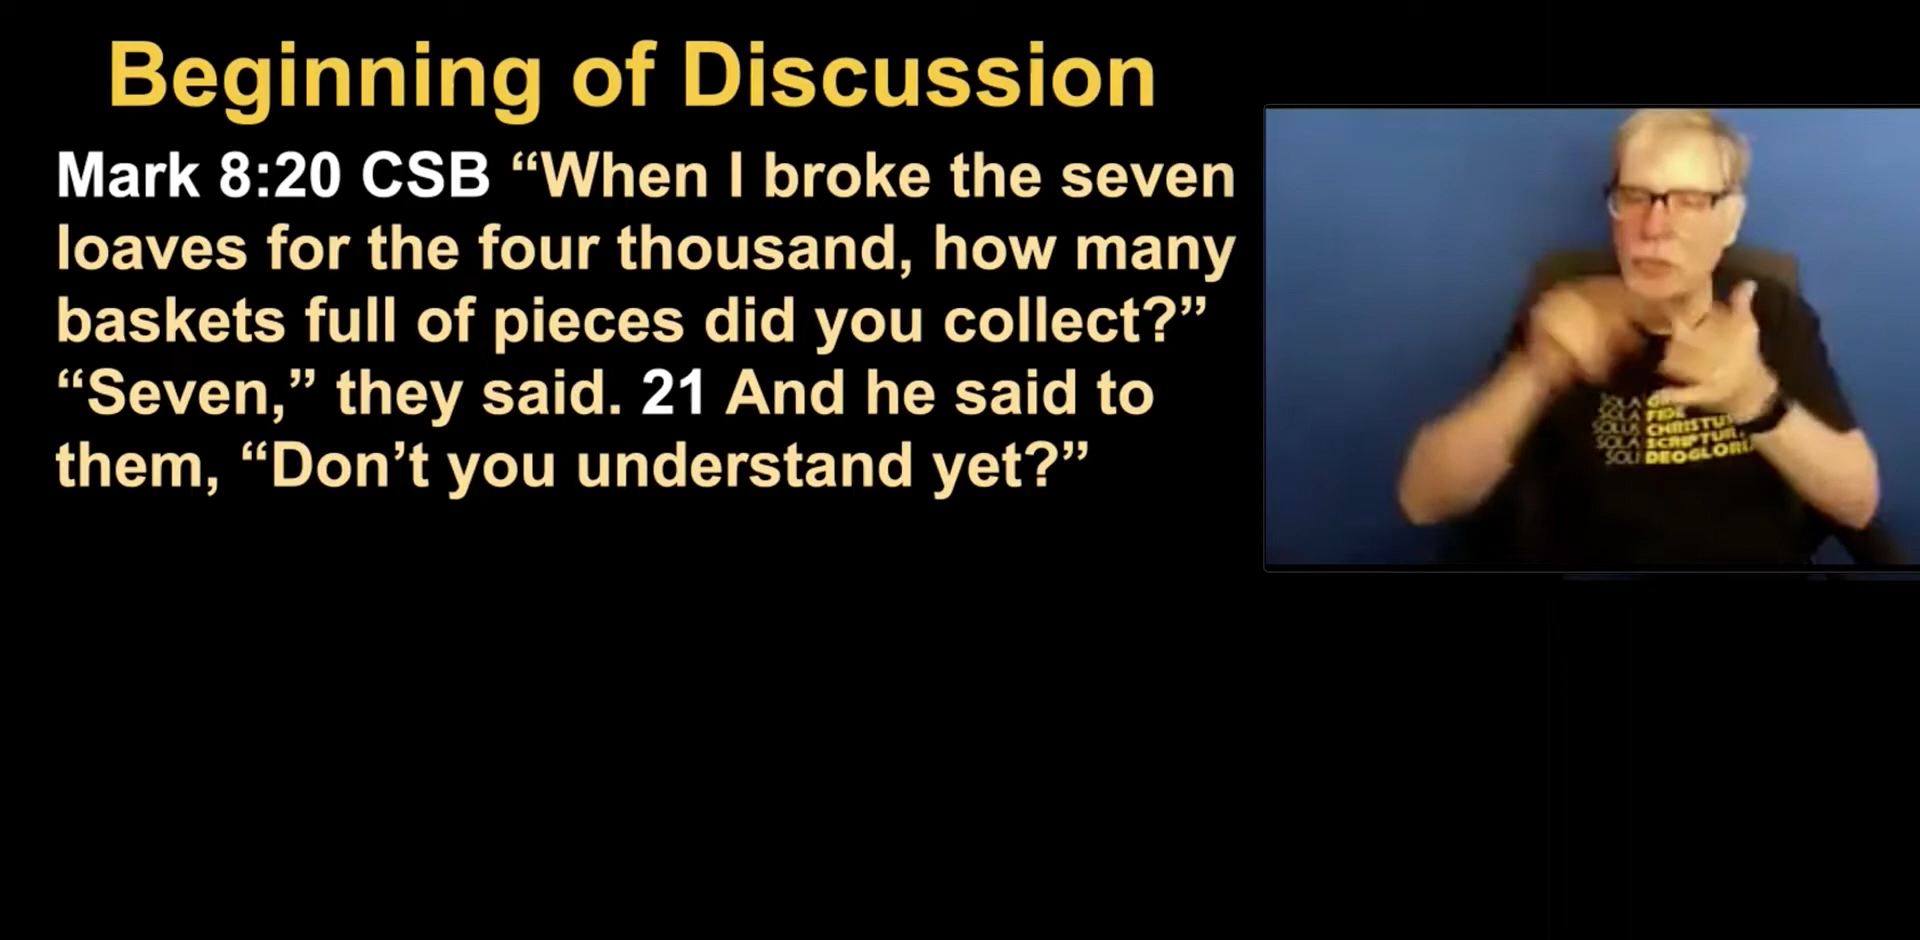 Beginning of Discussion
Mark 8:20 CSB “When I broke the seven
loaves for the four thousand, how many
baskets full of pieces did you collect?”
“Seven,” they said. 21 And he said to
them, “Don’t you understand yet?”
SOLA
SOLA FIDE
SOLUS CHRISTUS
SOLA SCRIPTURA
SOLI DEO GLORIA